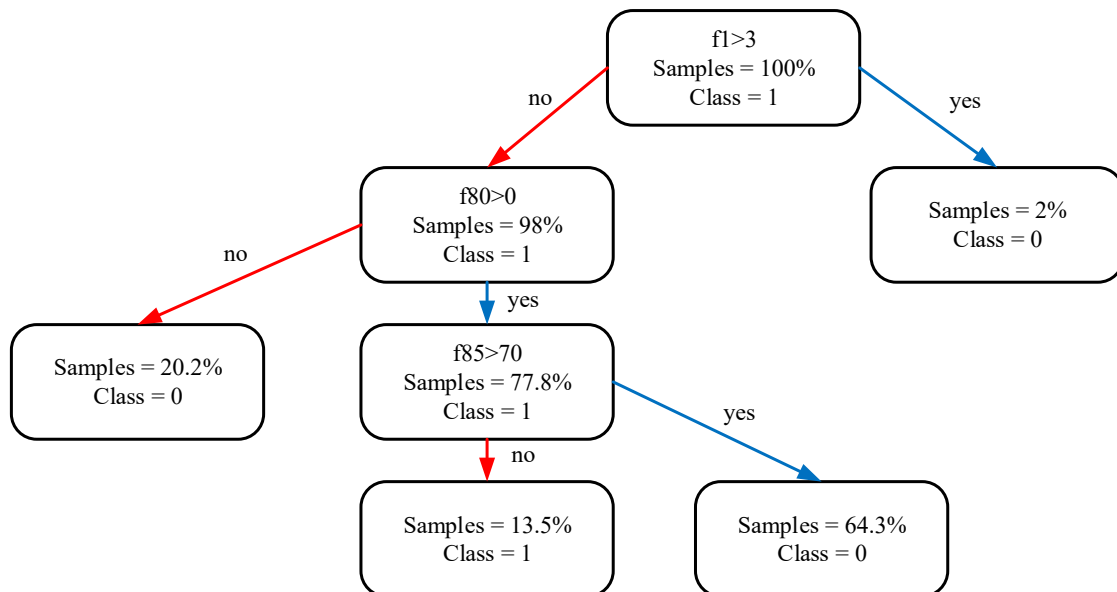 f1>3
Samples = 100%
Class = 1
no
yes
f80>0
Samples = 98%
Class = 1
Samples = 2%
Class = 0
no
yes
Samples = 20.2%
Class = 0
f85>70
Samples = 77.8%
Class = 1
yes
no
Samples = 13.5%
Class = 1
Samples = 64.3%
Class = 0